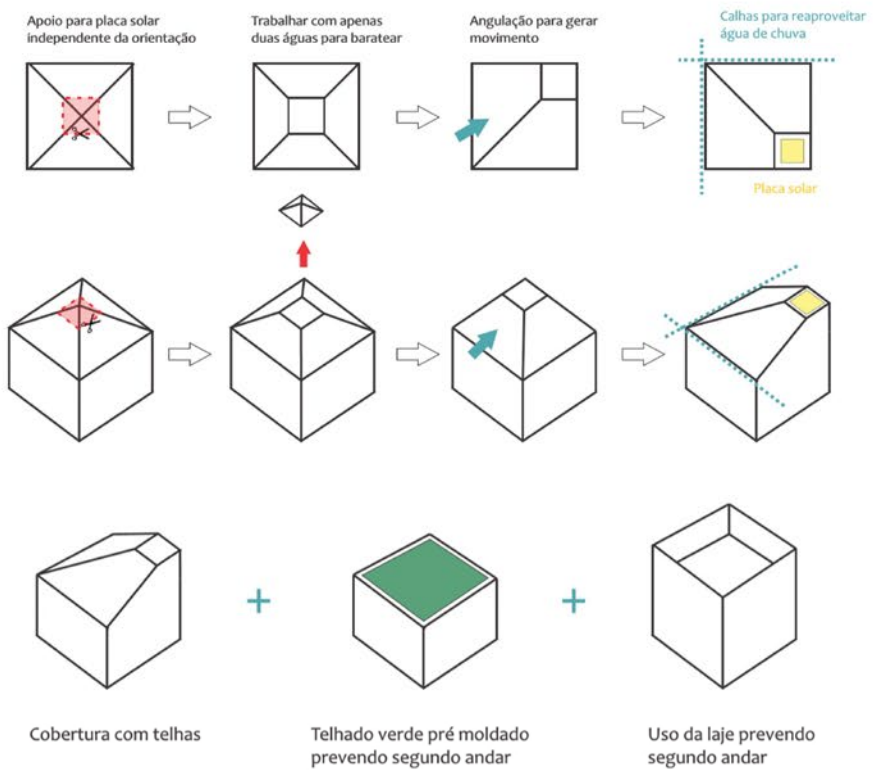 Apoio para placa solar
independente da orientação
Trabalhar com apenas
duas águas para baratear
Angulação para gerar
movimento
Calhas para reaproveitar
água de chuva
Placa solar
Cobertura com telhas
Telhado verde pré moldado
prevendo segundo andar
Uso da laje prevendo
segundo andar